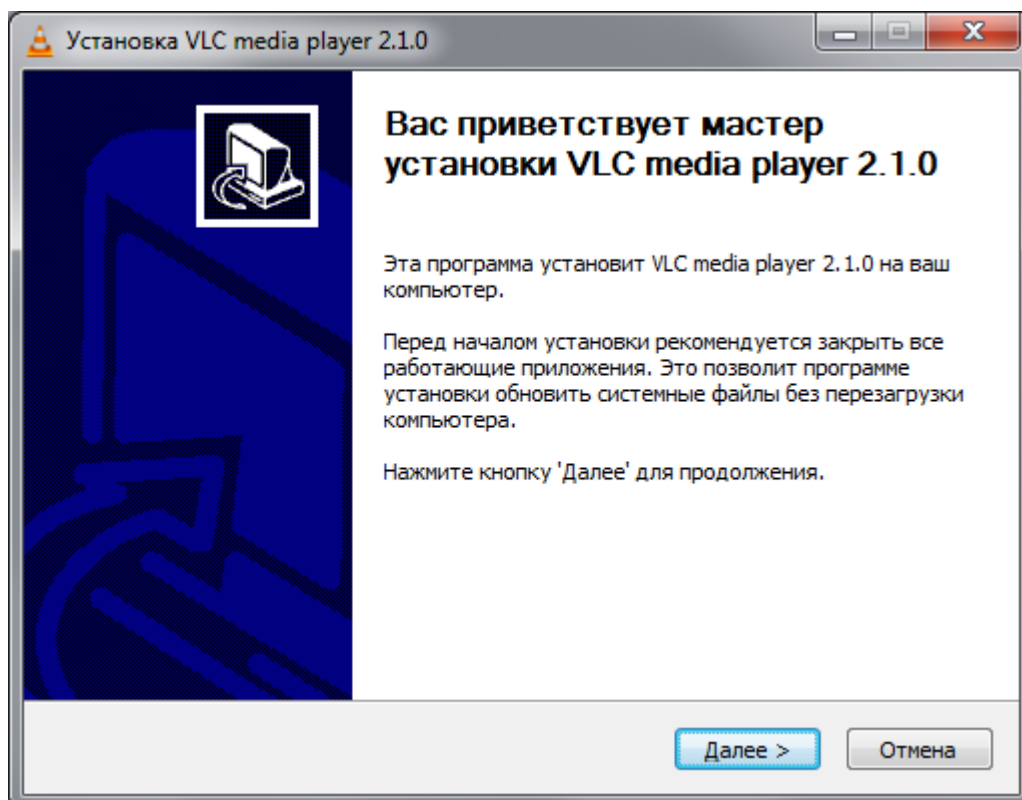 Установка VLC media player 2.1.0
Вас приветствует мастер
установки VLC media player 2.1.0
Эта программа установит VLC media player 2.1.0 на ваш
компьютер.
Перед началом установки рекомендуется закрыть все
работающие приложения. Это позволит программе
установки обновить системные файлы без перезагрузки
компьютера.
Нажмите кнопку 'Далее' для продолжения.
Далее >
Отмена